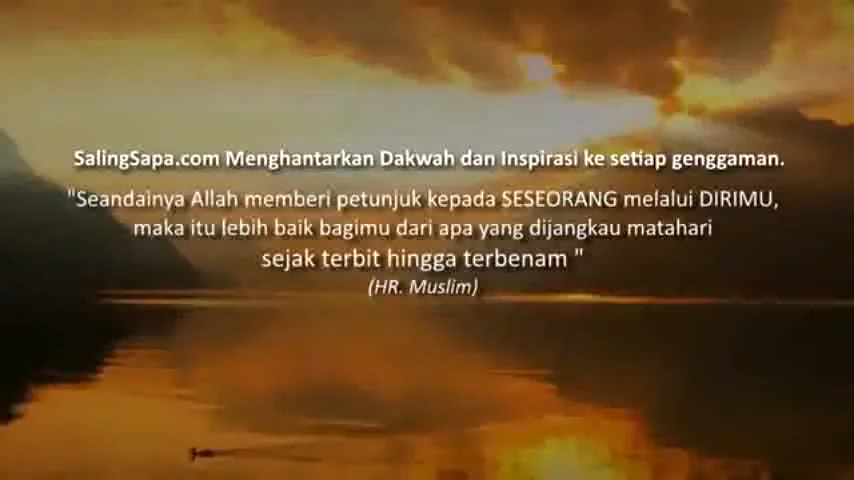 SalingSapa.com Menghantarkan Dakwah dan Inspirasi ke setiap genggaman.
"Seandainya Allah memberi petunjuk kepada SESEORANG melalui DIRIMU,
maka itu lebih baik bagimu dari apa yang dijangkau matahari
sejak terbit hingga terbenam "
(HR. Muslim)